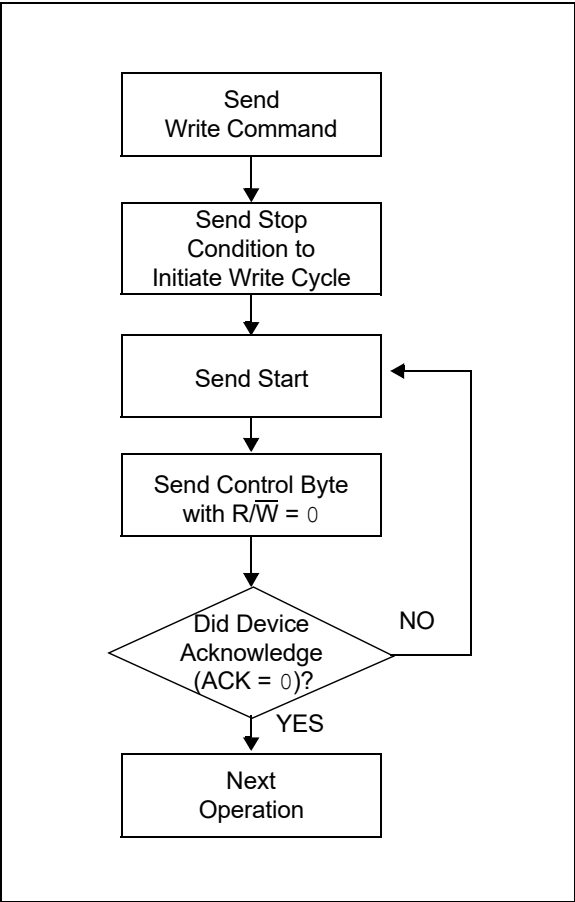 Send
Write Command
Send Stop
Condition to
Initiate Write Cycle
Send Start
Send Control Byte
with R/W̅ = 0
Did Device
Acknowledge
(ACK = 0)?
NO
YES
Next
Operation